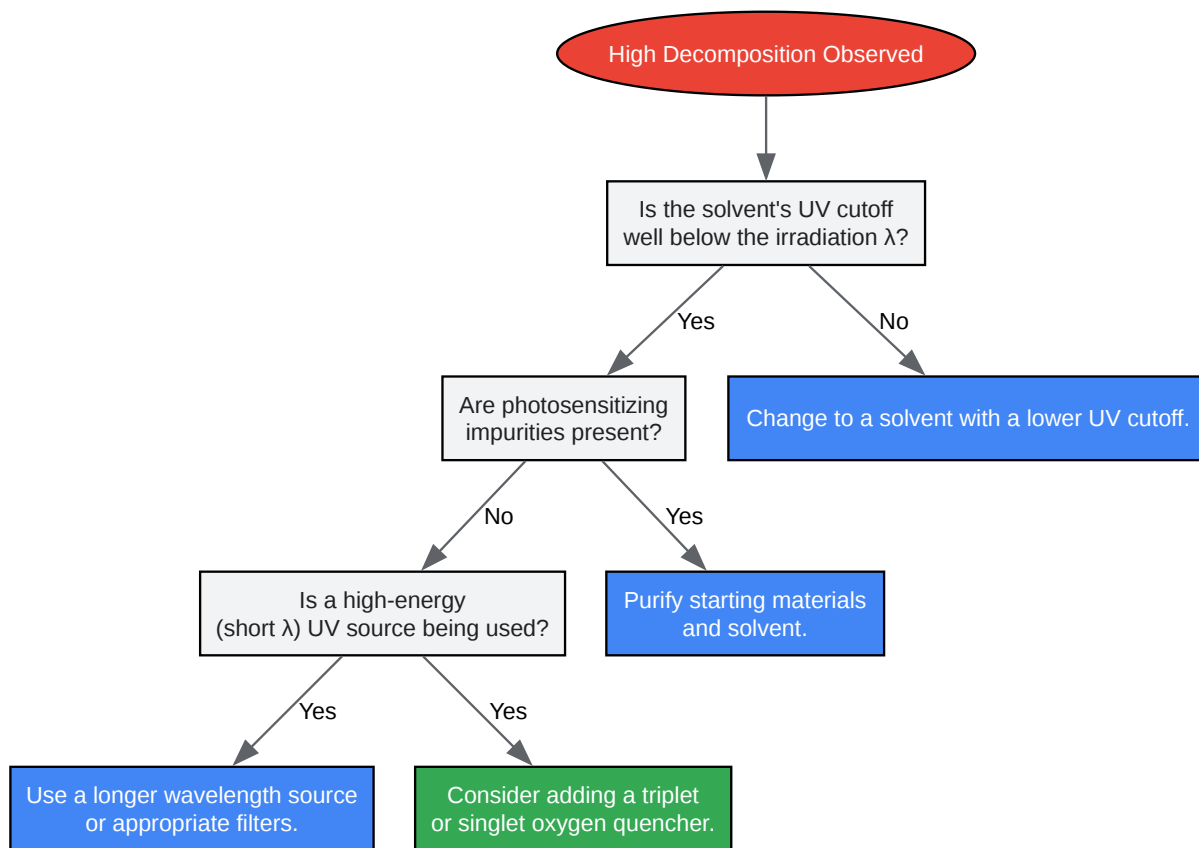 High Decomposition Observed
Is the solvent's UV cutoff
well below the irradiation λ?
Yes
No
Are photosensitizing
impurities present?
Change to a solvent with a lower UV cutoff.
No
Yes
Is a high-energy
(short λ) UV source being used?
Purify starting materials
and solvent.
Yes
Yes
Use a longer wavelength source
or appropriate filters.
Consider adding a triplet
or singlet oxygen quencher.